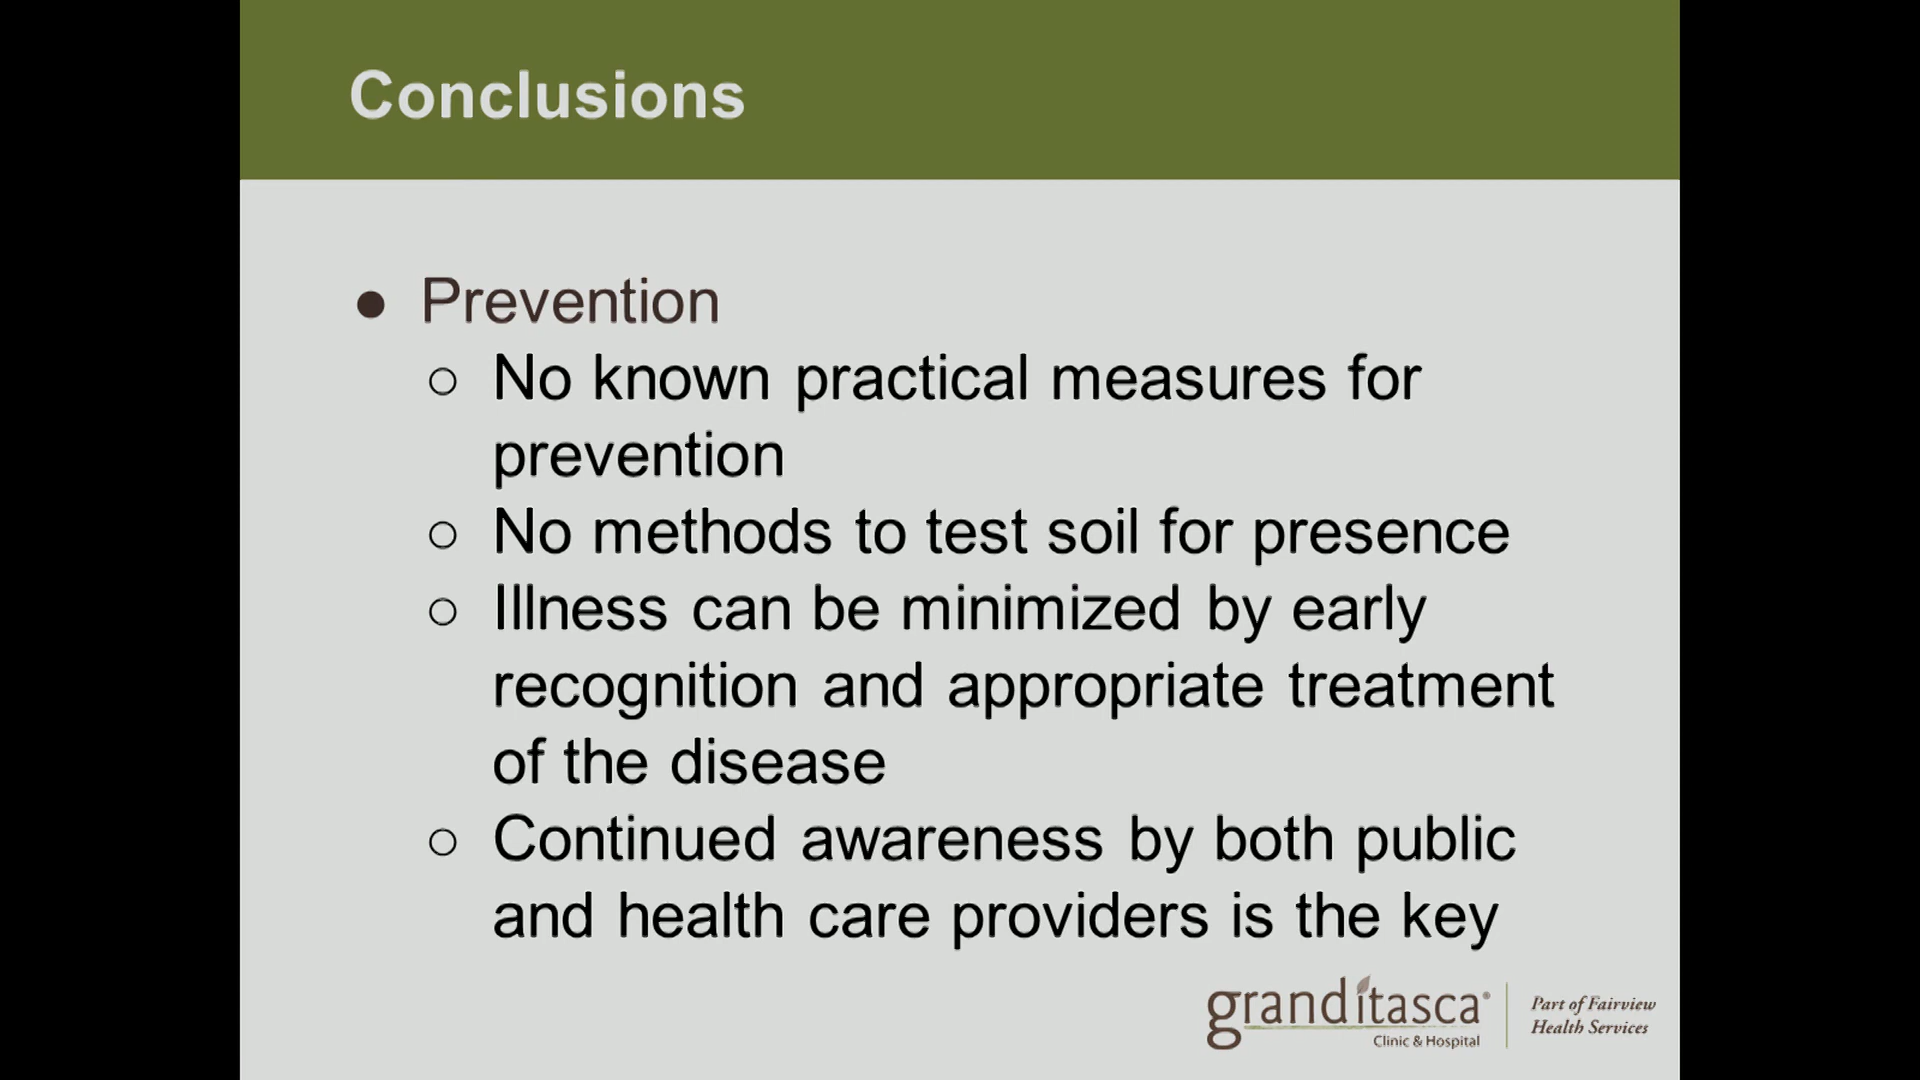 Conclusions
● Prevention
○ No known practical measures for
prevention
○ No methods to test soil for presence
○ Illness can be minimized by early
recognition and appropriate treatment
of the disease
○ Continued awareness by both public
and health care providers is the key
granditasca®
Clinic & Hospital
Part of Fairview
Health Services